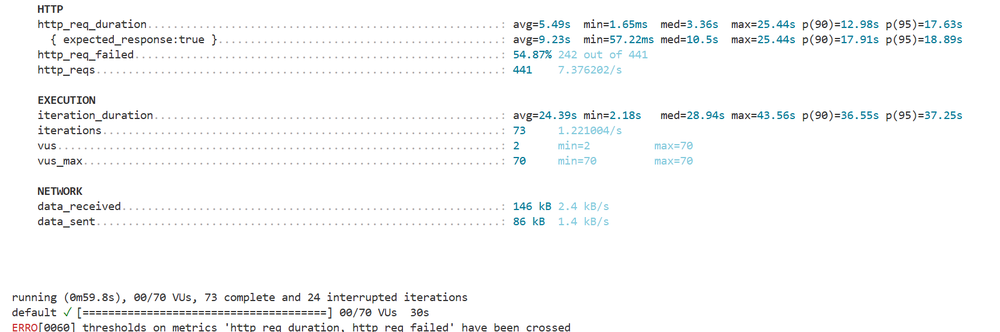 HTTP
http_req_duration.......................................................: avg=5.49s min=1.65ms med=3.36s max=25.44s p(90)=12.98s p(95)=17.63s
{ expected_response:true }............................................: avg=9.23s min=57.22ms med=10.5s max=25.44s p(90)=17.91s p(95)=18.89s
http_req_failed.........................................................: 54.87% 242 out of 441
http_reqs...............................................................: 441 7.376202/s
EXECUTION
iteration_duration......................................................: avg=24.39s min=2.18s med=28.94s max=43.56s p(90)=36.55s p(95)=37.25s
iterations..............................................................: 73 1.221004/s
vus.....................................................................: 2 min=2 max=70
vus_max.................................................................: 70 min=70 max=70
NETWORK
data_received...........................................................: 146 kB 2.4 kB/s
data_sent...............................................................: 86 kB 1.4 kB/s
running (0m59.8s), 00/70 VUs, 73 complete and 24 interrupted iterations
default ✓ [======================================] 00/70 VUs 30s
ERRO[0060] thresholds on metrics 'http_req_duration, http_req_failed' have been crossed